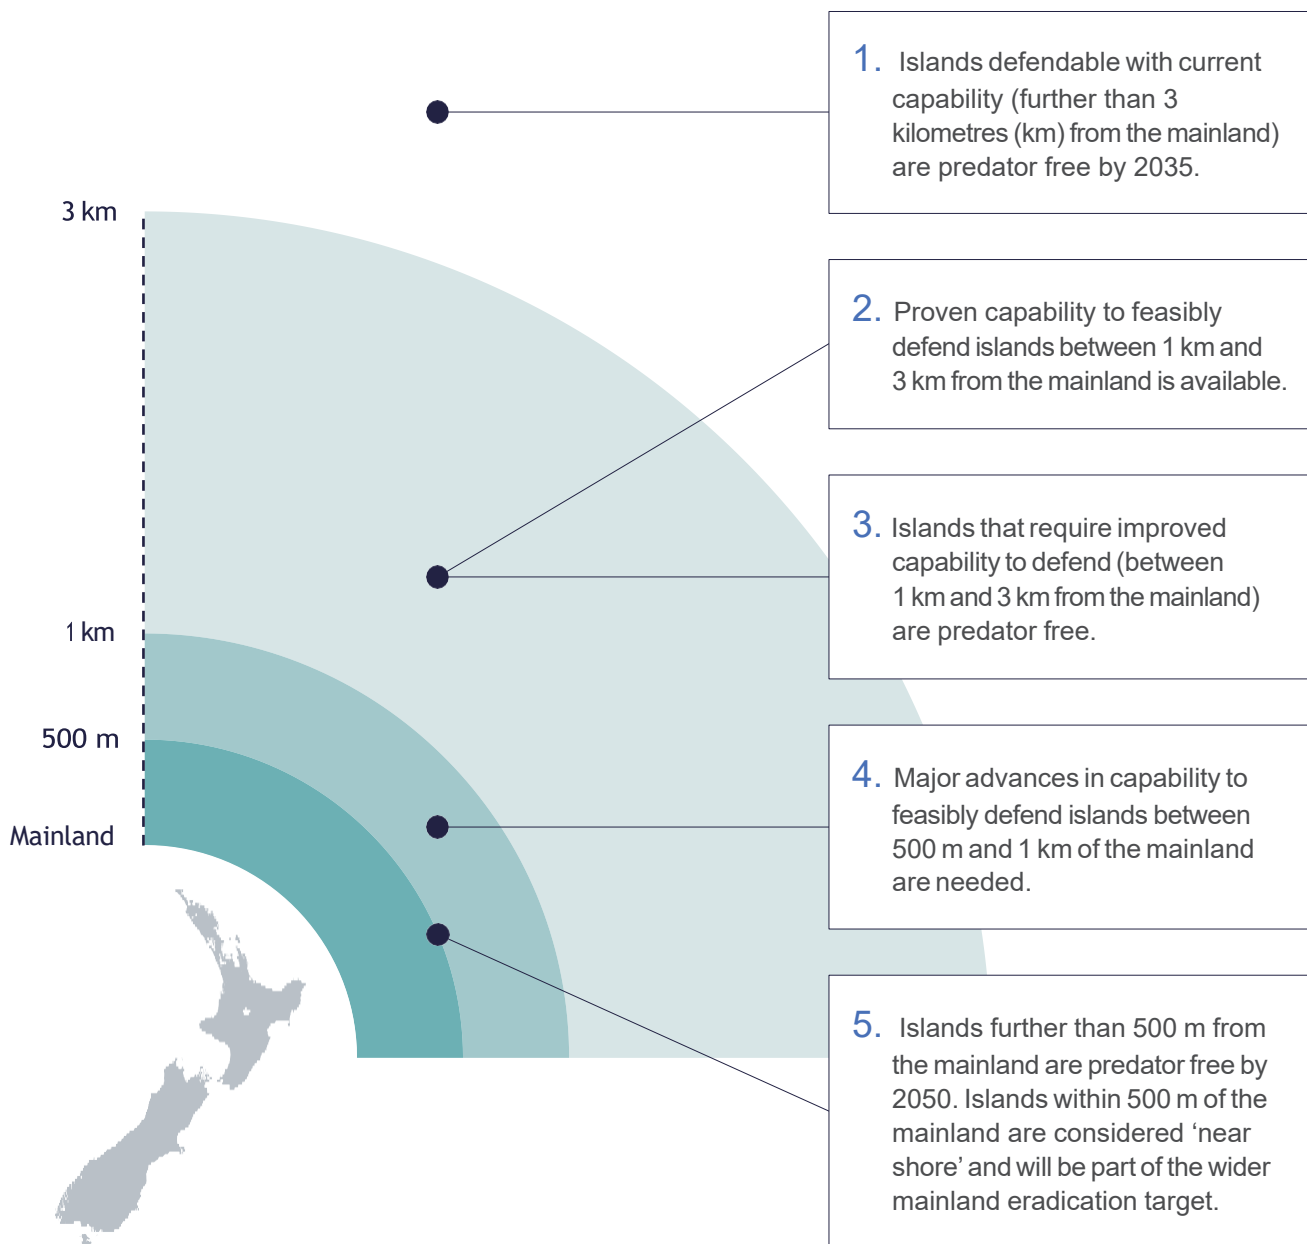 1. Islands defendable with current
capability (further than 3
kilometres (km) from the mainland)
are predator free by 2035.
3 km
2. Proven capability to feasibly
defend islands between 1 km and
3 km from the mainland is available.
3. Islands that require improved
capability to defend (between
1 km and 3 km from the mainland)
are predator free.
1 km
500 m
Mainland
4. Major advances in capability to
feasibly defend islands between
500 m and 1 km of the mainland
are needed.
5. Islands further than 500 m from
the mainland are predator free by
2050. Islands within 500 m of the
mainland are considered ‘near
shore’ and will be part of the wider
mainland eradication target.